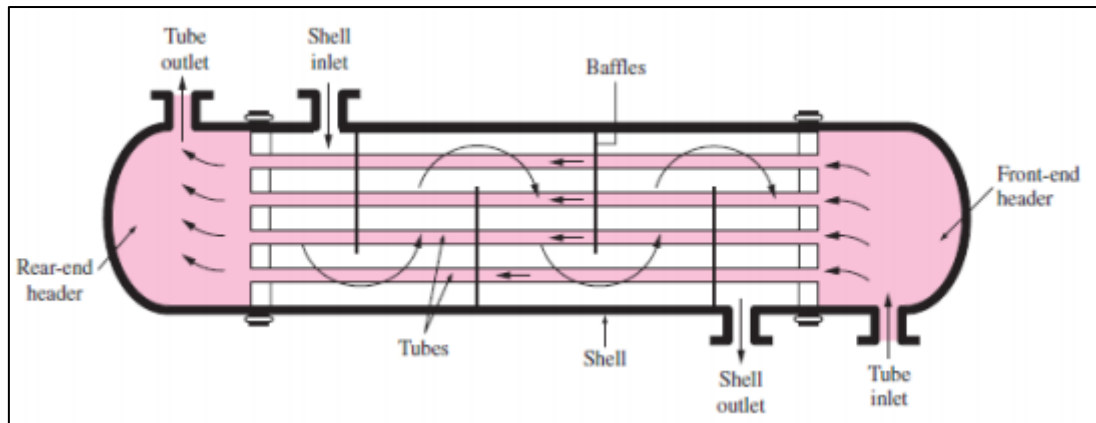 Tube
outlet
Shell
inlet
Baffles
Front-end
header
Rear-end
header
Tubes
Shell
Shell
outlet
Tube
inlet